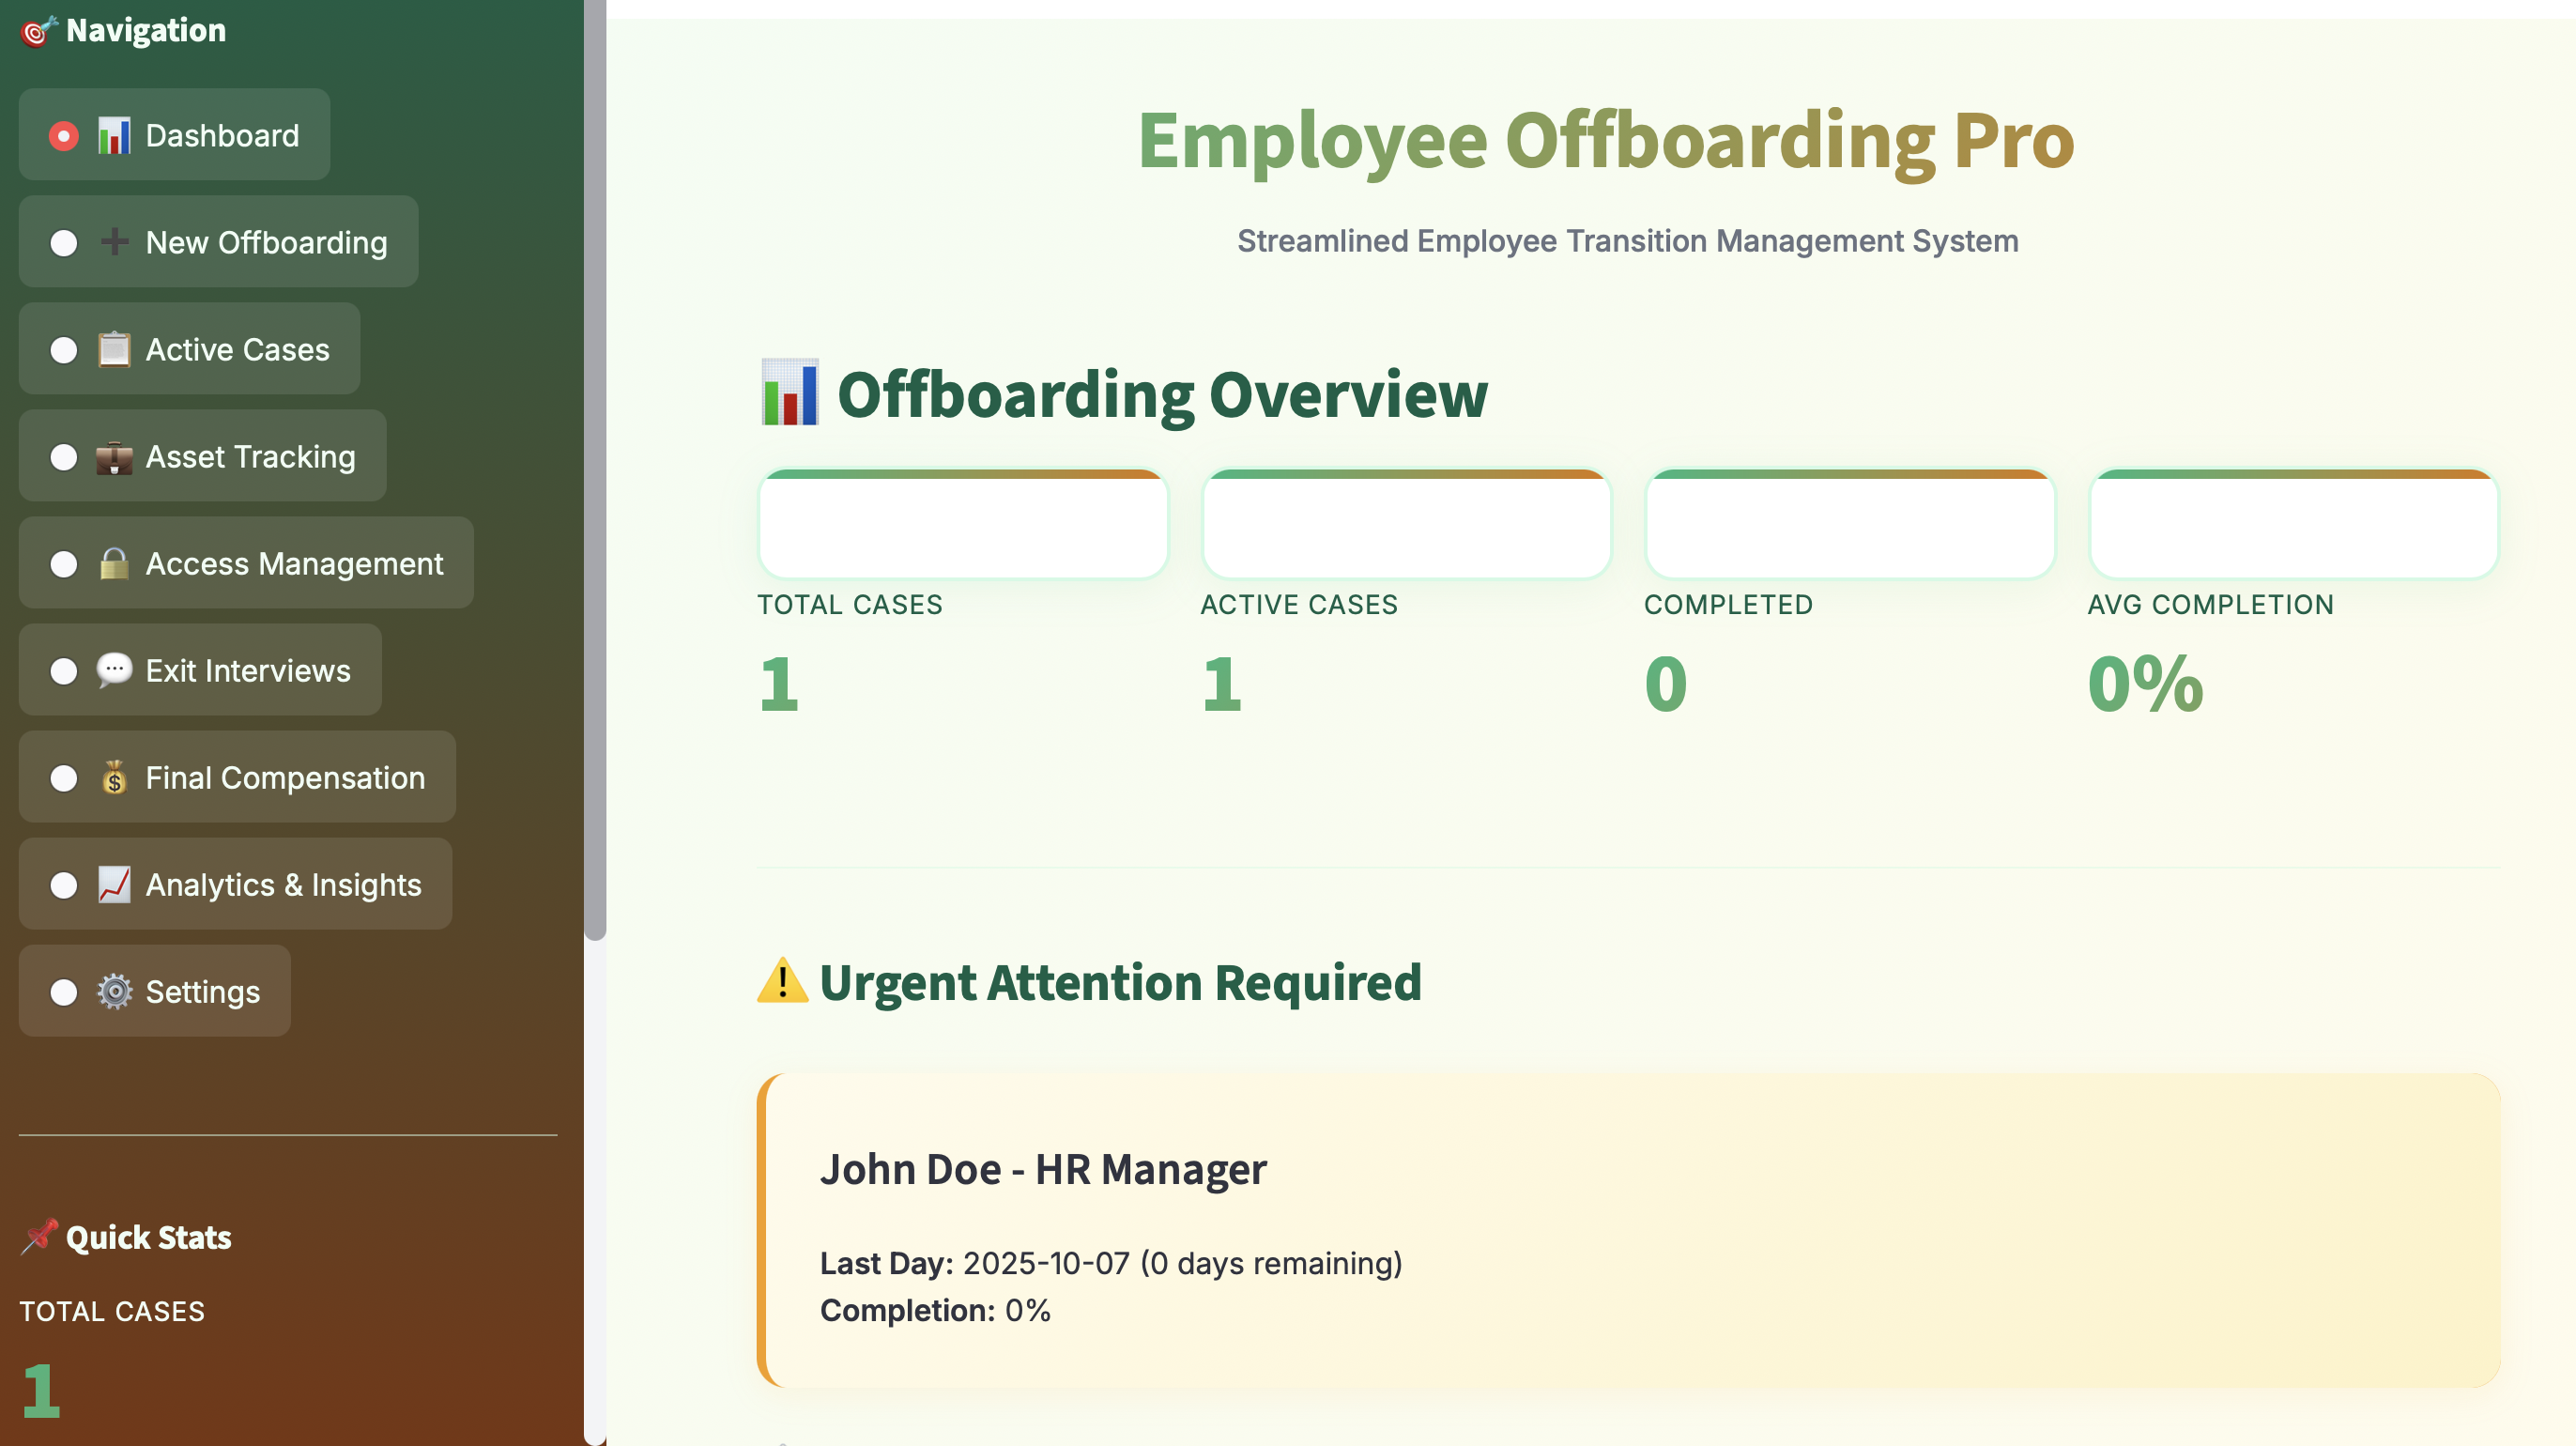 Navigation
Dashboard
New Offboarding
Active Cases
Asset Tracking
Access Management
Exit Interviews
Final Compensation
Analytics & Insights
Settings
Quick Stats
TOTAL CASES
1
Employee Offboarding Pro
Streamlined Employee Transition Management System
Offboarding Overview
TOTAL CASES
1
ACTIVE CASES
1
COMPLETED
0
AVG COMPLETION
0%
Urgent Attention Required
John Doe - HR Manager
Last Day: 2025-10-07 (0 days remaining)
Completion: 0%